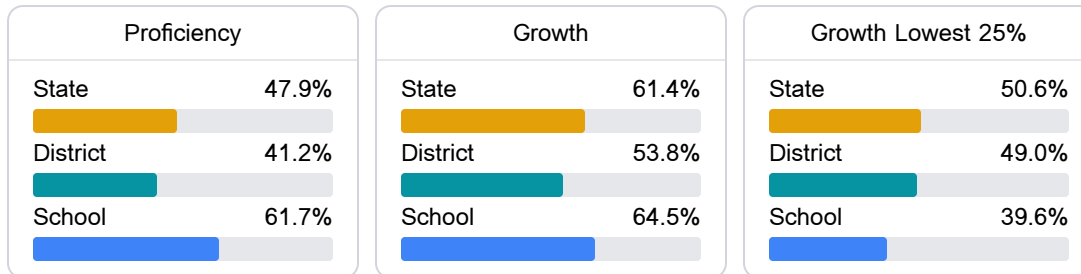 Proficiency
State 47.9%
District 41.2%
School 61.7%
Growth
State 61.4%
District 53.8%
School 64.5%
Growth Lowest 25%
State 50.6%
District 49.0%
School 39.6%